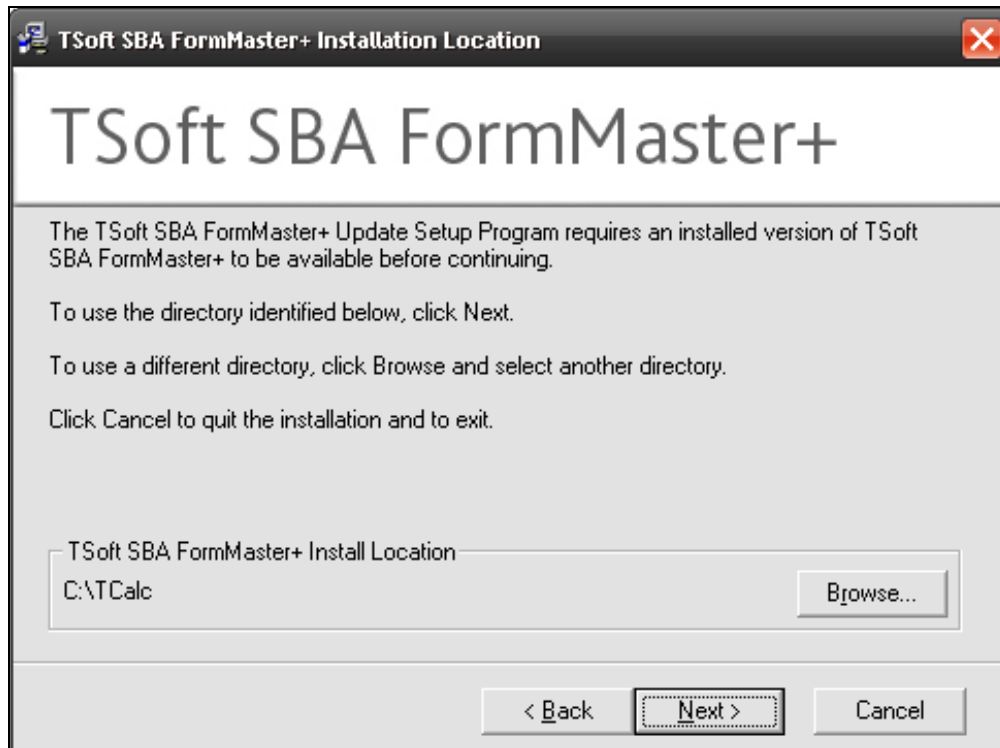 TSoft SBA FormMaster+ Installation Location
TSoft SBA FormMaster+
The TSoft SBA FormMaster+ Update Setup Program requires an installed version of TSoft
SBA FormMaster+ to be available before continuing.
To use the directory identified below, click Next.
To use a different directory, click Browse and select another directory.
Click Cancel to quit the installation and to exit.
TSoft SBA FormMaster+ Install Location
C:\TCalc
Browse...
< Back
Next >
Cancel